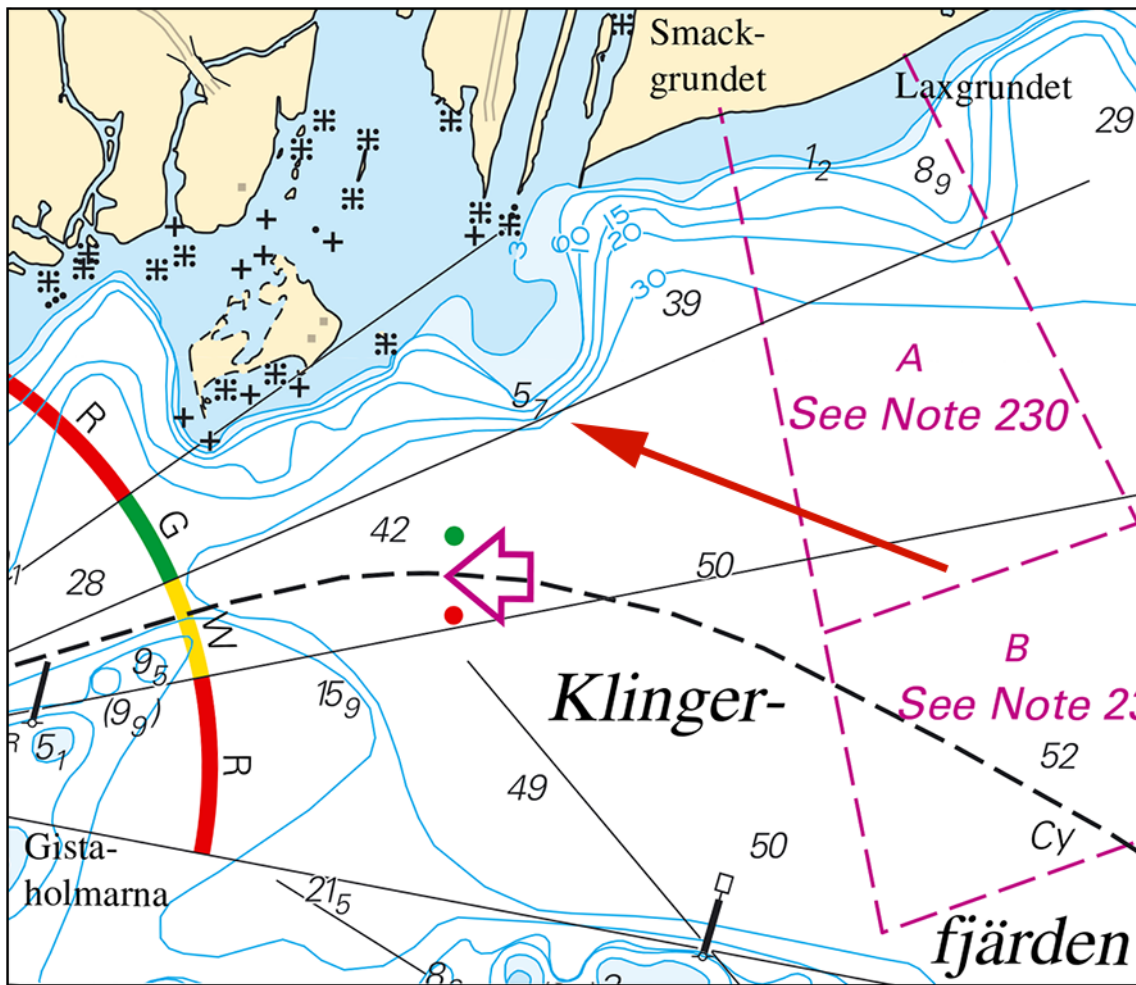 Smack-
grundet
Laxgrundet
29
1₂
8₉
3
6
10
15
20
30
39
A
See Note 230
5₇
R
G
42
28
50
W
9₅
(9₉)
15₉
R
5₁
Klinger-
B
See Note 23
52
49
50
Cy
Gista-
holmarna
21₅
fjärden